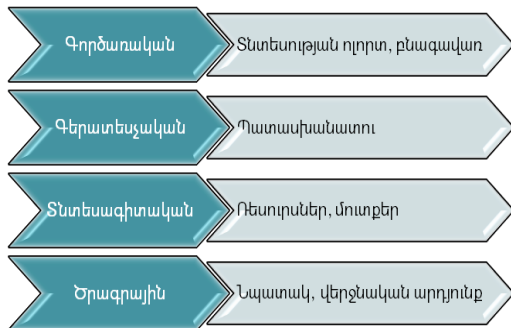 Գործառական
Տնտեսության ոլորտ, բնագավառ
Գերատեսչական
Պատասխանատու
Տնտեսագիտական
Ռեսուրսներ, մուտքեր
Ծրագրային
Նպատակ, վերջնական արդյունք